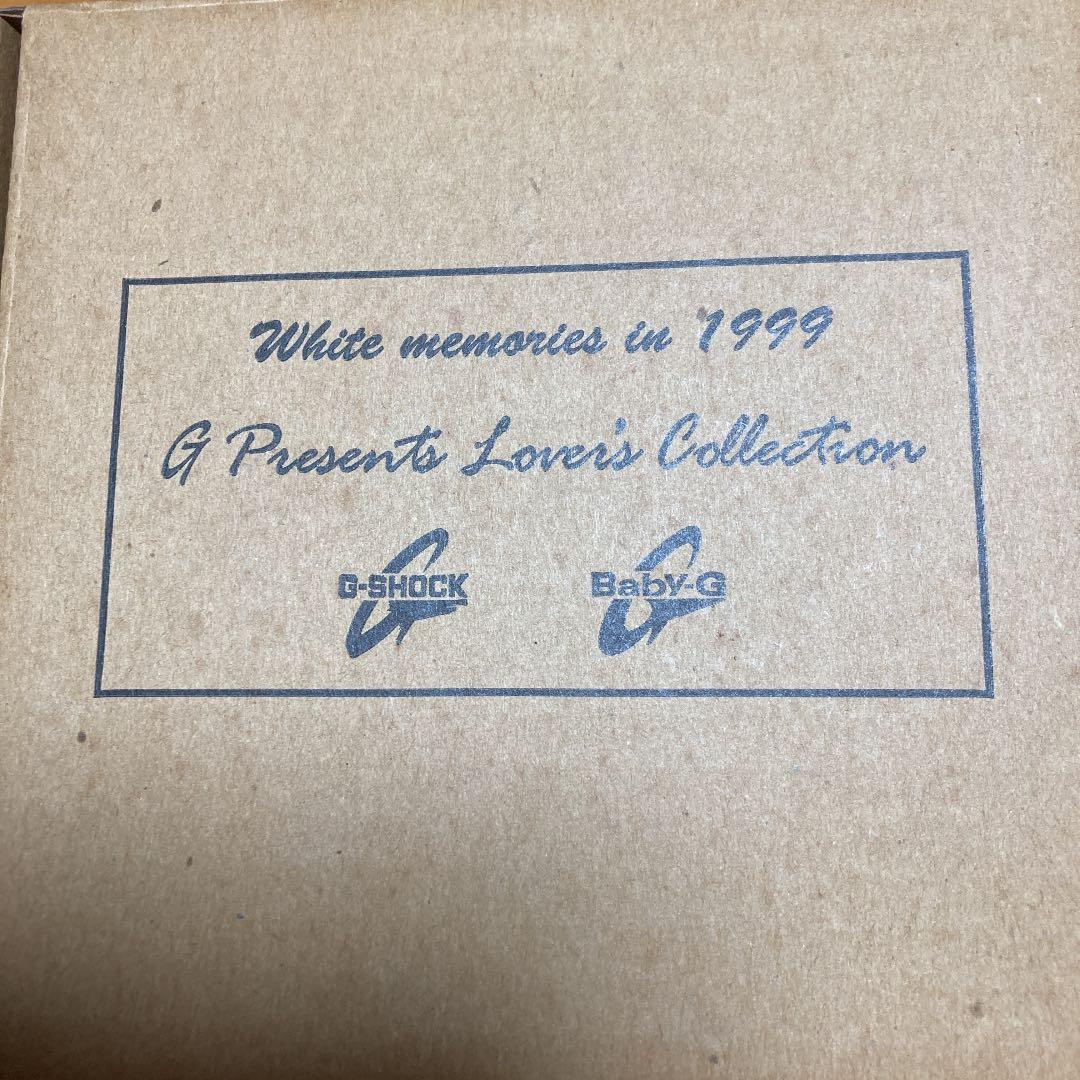 White memories in 1999
G Presents Lover's Collection
G-SHOCK Baby-G